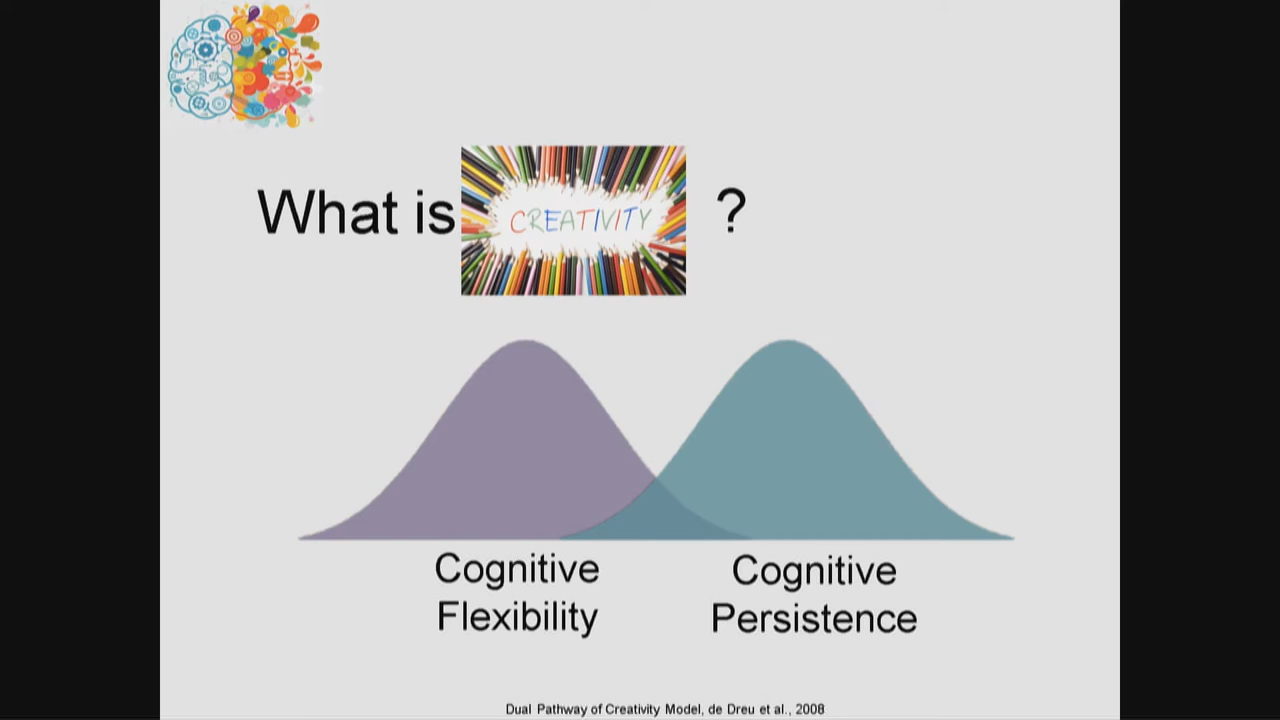 What is CREATIVITY ?
Cognitive Flexibility
Cognitive Persistence
Dual Pathway of Creativity Model, de Dreu et al., 2008